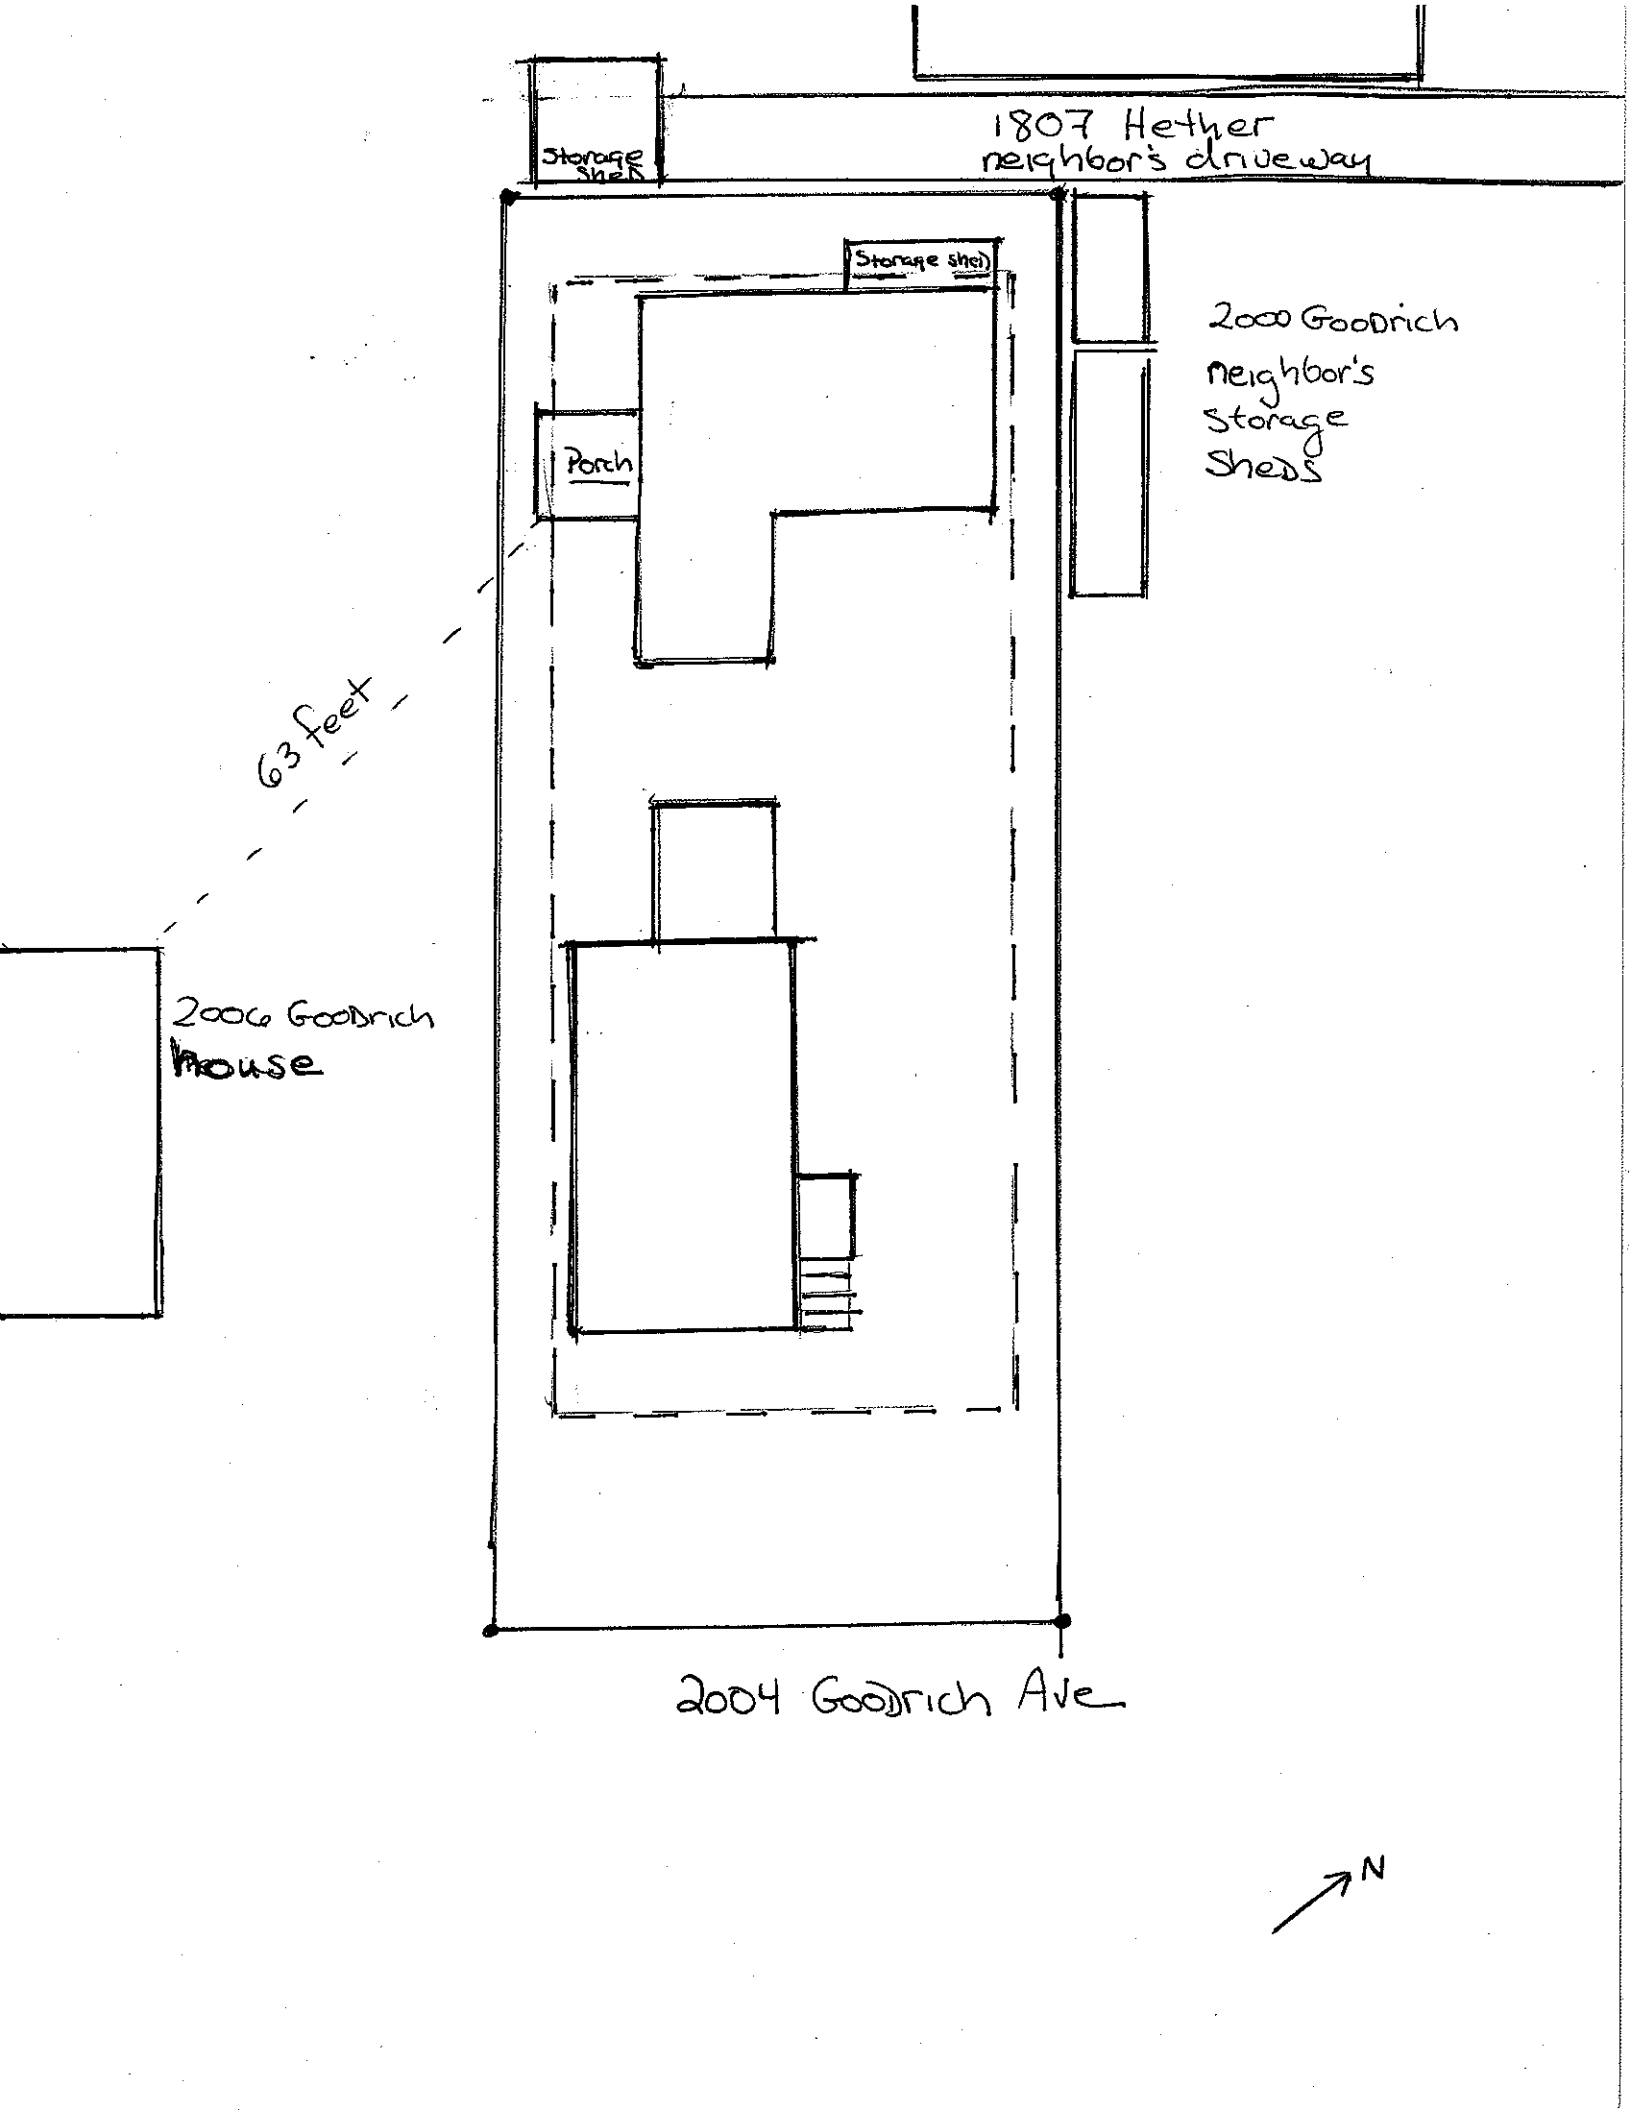 1807 Hether
neighbor's driveway
Storage
Shed
Storage shed
2000 Goodrich
neighbor's
Storage
Sheds
Porch
63 feet
2006 Goodrich
house
2004 Goodrich Ave
N